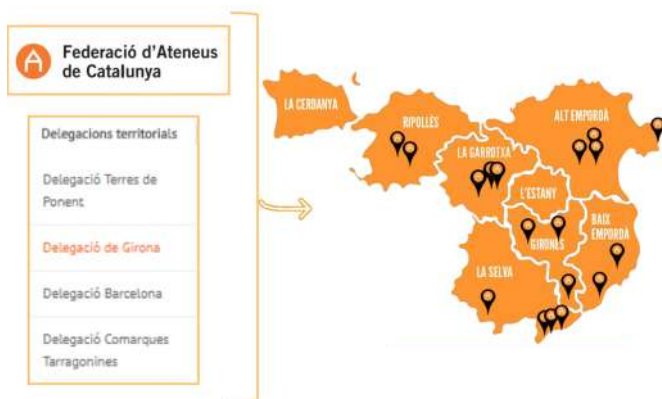 Federació d'Ateneus
de Catalunya
Delegacions territorials
Delegació Terres de
Ponent
Delegació de Girona
Delegació Barcelona
Delegació Comarques
Tarragonines
LA CERDANYA
RIPOLLÈS
ALT EMPORDÀ
LA GARROTXA
L'ESTANY
BAIX
EMPORDÀ
GIRONÈS
LA SELVA